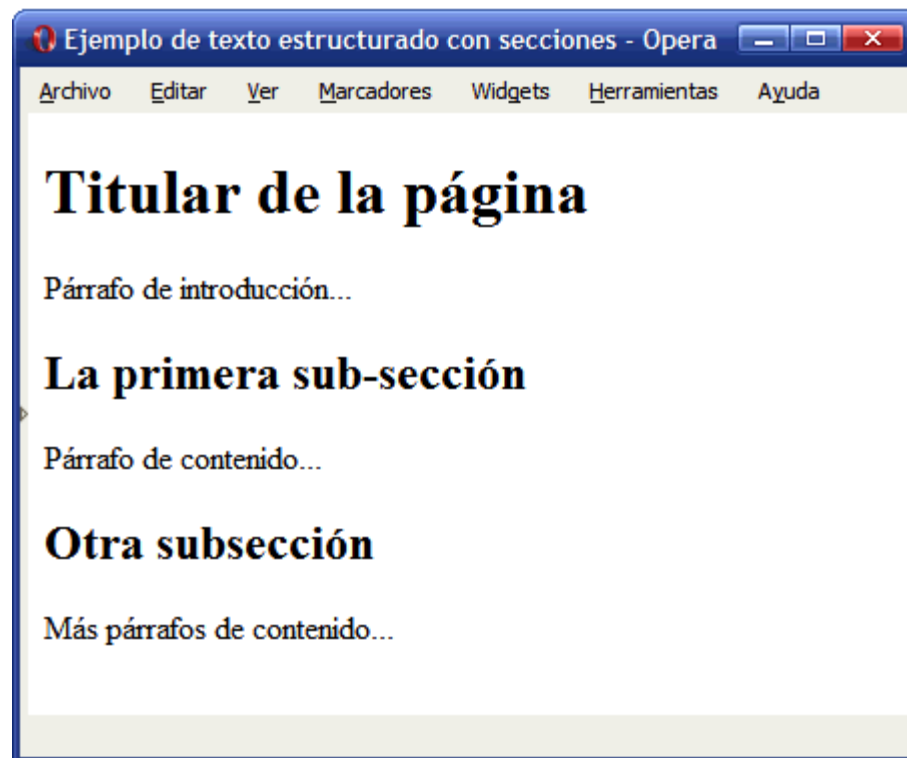 Ejemplo de texto estructurado con secciones - Opera
Archivo Editar Ver Marcadores Widgets Herramientas Ayuda
Titular de la página
Párrafo de introducción...
La primera sub-sección
Párrafo de contenido...
Otra subsección
Más párrafos de contenido...